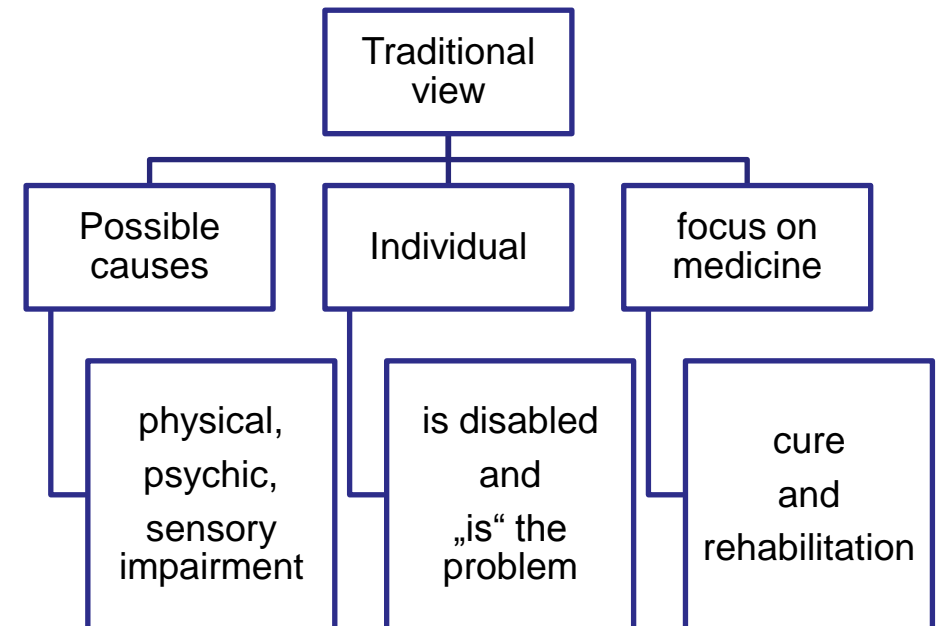 Traditional
view
Possible
causes
Individual
focus on
medicine
physical,
psychic,
sensory
impairment
is disabled
and
„is“ the
problem
cure
and
rehabilitation